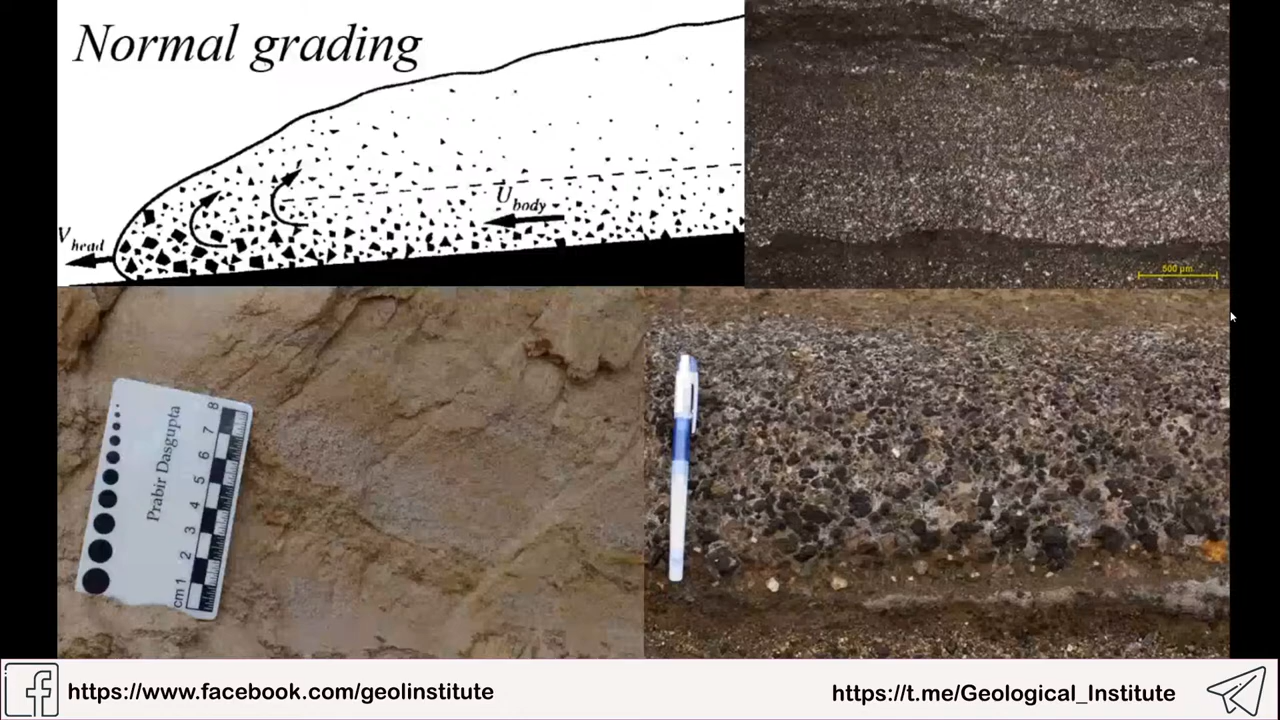 Normal grading
V head
U body
500 µm
Prabir Dasgupta
cm 1 2 3 4 5 6 7 8
https://www.facebook.com/geolinstitute
https://t.me/Geological_Institute